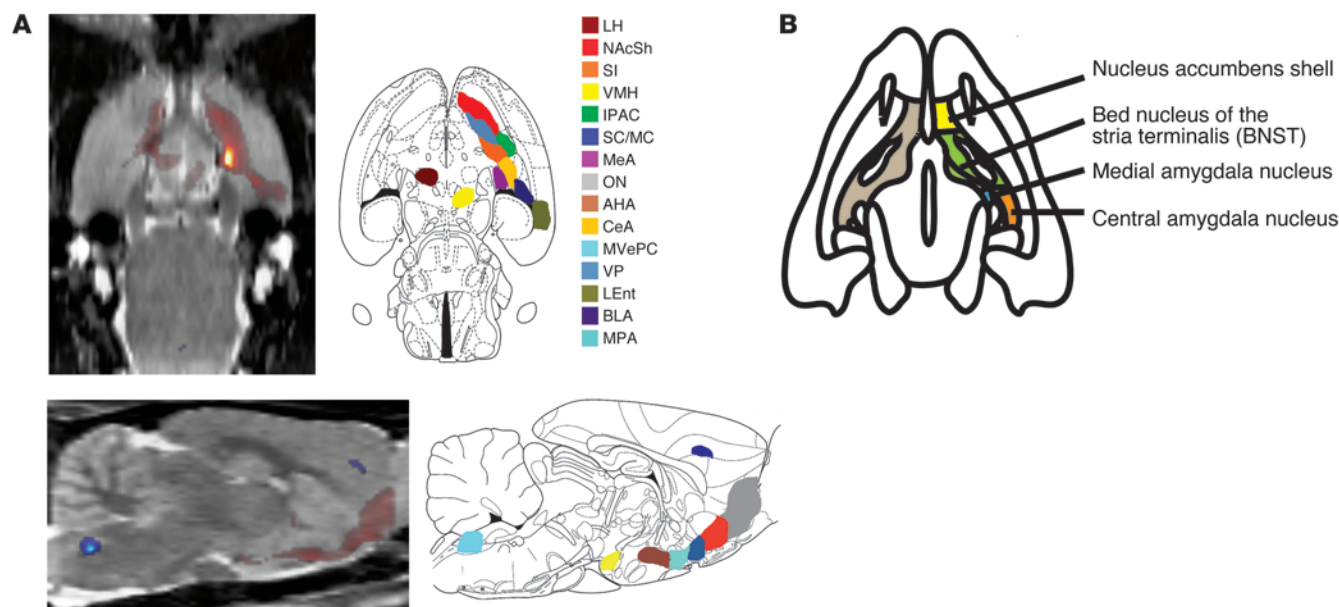 A
LH
NAcSh
SI
VMH
IPAC
SC/MC
MeA
ON
AHA
CeA
MVePC
VP
LEnt
BLA
MPA
B
Nucleus accumbens shell
Bed nucleus of the
stria terminalis (BNST)
Medial amygdala nucleus
Central amygdala nucleus